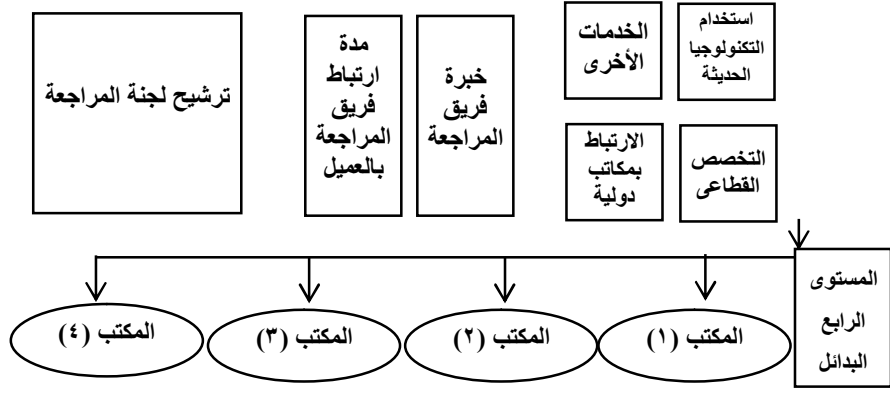 استخدام
التكنولوجيا
الحديثة
الخدمات
الأخرى
خبرة
فريق
المراجعة
مدة
ارتباط
فريق
المراجعة
بالعميل
ترشيح لجنة المراجعة
التخصص
القطاعى
الارتباط
بمكاتب
دولية
المستوى
الرابع
البدائل
المكتب (١)
المكتب (٢)
المكتب (٣)
المكتب (٤)